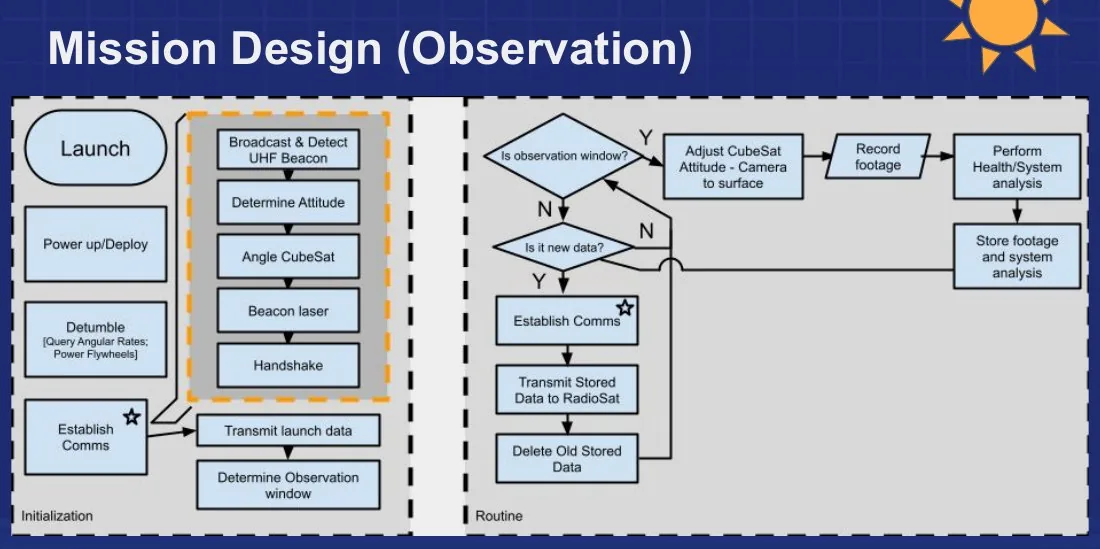 Mission Design (Observation)
Launch
Power up/Deploy
Detumble
[Query Angular Rates;
Power Flywheels]
Establish
Comms
Broadcast & Detect
UHF Beacon
Determine Attitude
Angle CubeSat
Beacon laser
Handshake
Transmit launch data
Determine Observation
window
Initialization
Is observation window?
Y
Adjust CubeSat
Attitude - Camera
to surface
Record
footage
Perform
Health/System
analysis
Store footage
and system
analysis
N
Is it new data?
N
Y
Establish Comms
Transmit Stored
Data to RadioSat
Delete Old Stored
Data
Routine